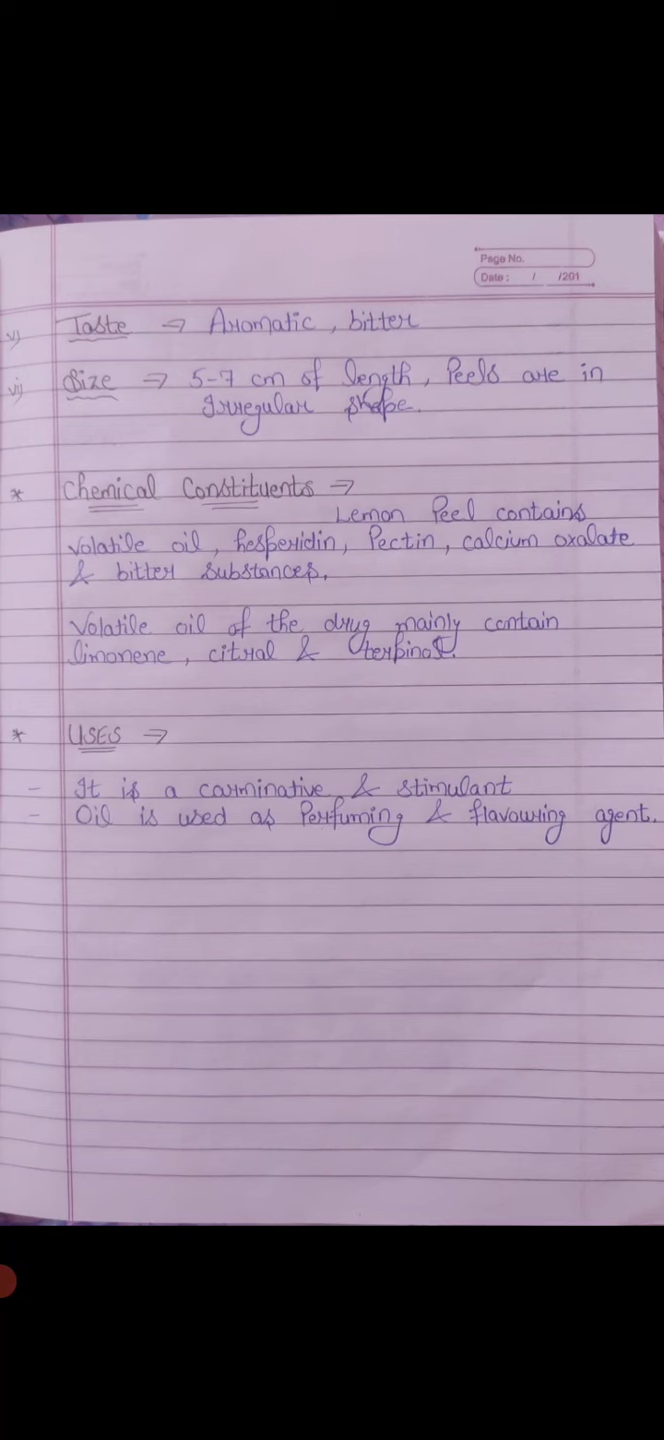 Page No.
Date : / /201
v) Taste → Aromatic, bitter
vi) Size → 5-7 cm of length, Peels are in
Irregular shape.
* Chemical Constituents →
Lemon Peel contains
Volatile oil, hesperidin, Pectin, calcium oxalate
& bitter substances.
Volatile oil of the drug mainly contain
limonene, citral &
* USES →
- It is a carminative & stimulant
- Oil is used as Perfuming & flavouring agent.